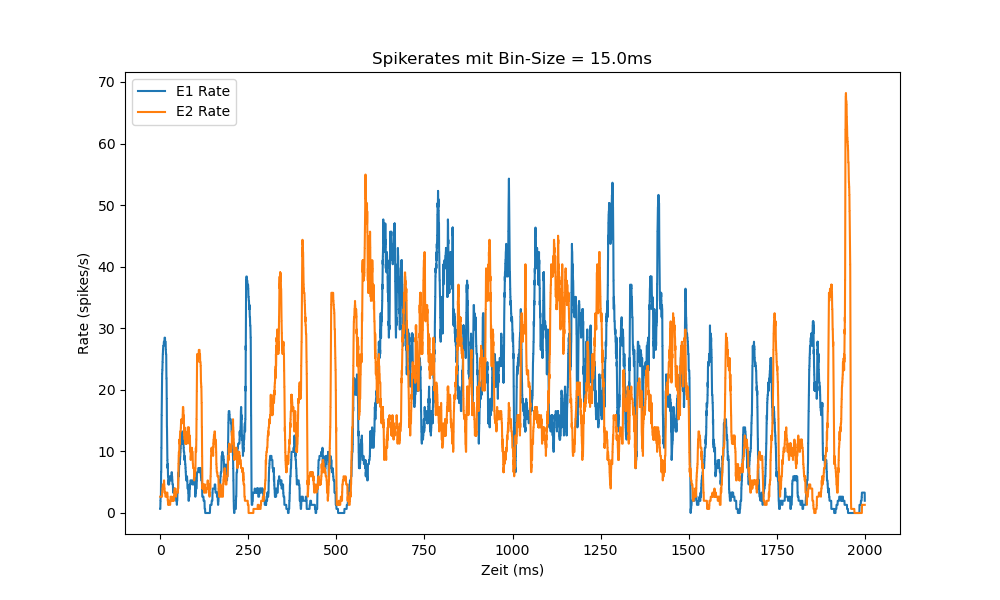 Spikerates mit Bin-Size = 15.0ms
E1 Rate
E2 Rate
Rate (spikes/s)
70
60
50
40
30
20
10
0
0 250 500 750 1000 1250 1500 1750 2000
Zeit (ms)